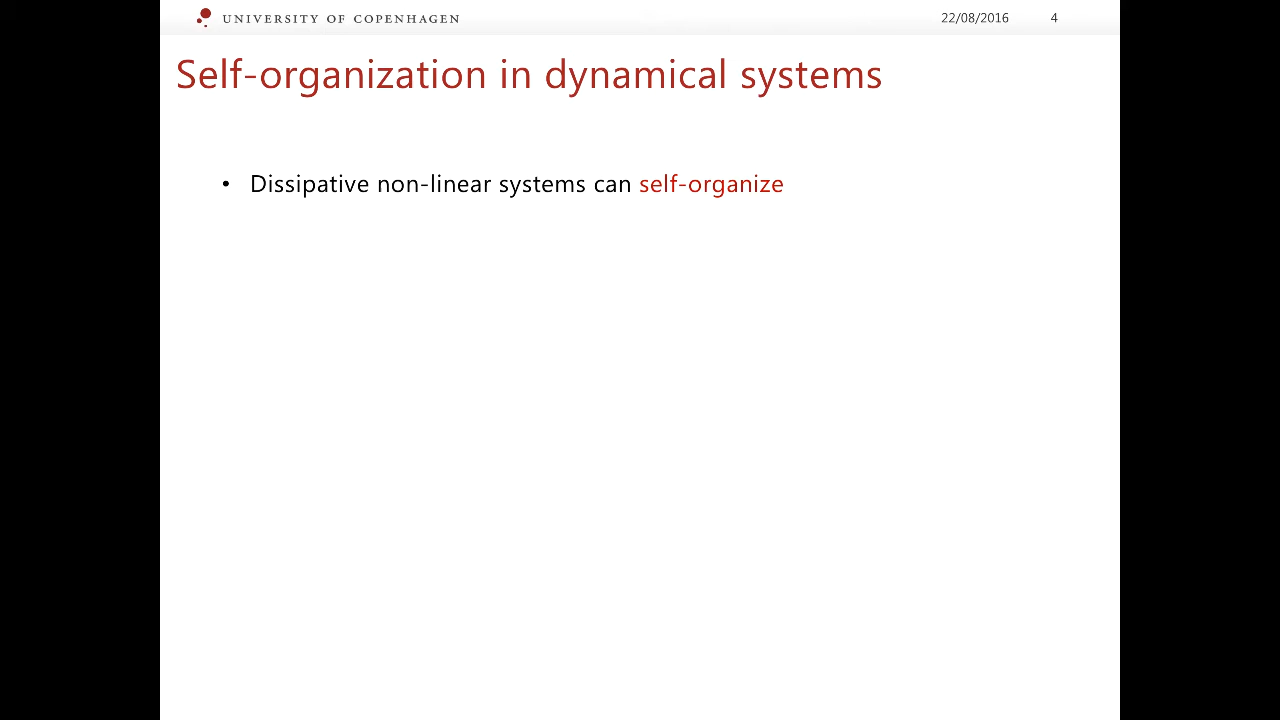 UNIVERSITY OF COPENHAGEN 22/08/2016 4
Self-organization in dynamical systems
• Dissipative non-linear systems can self-organize